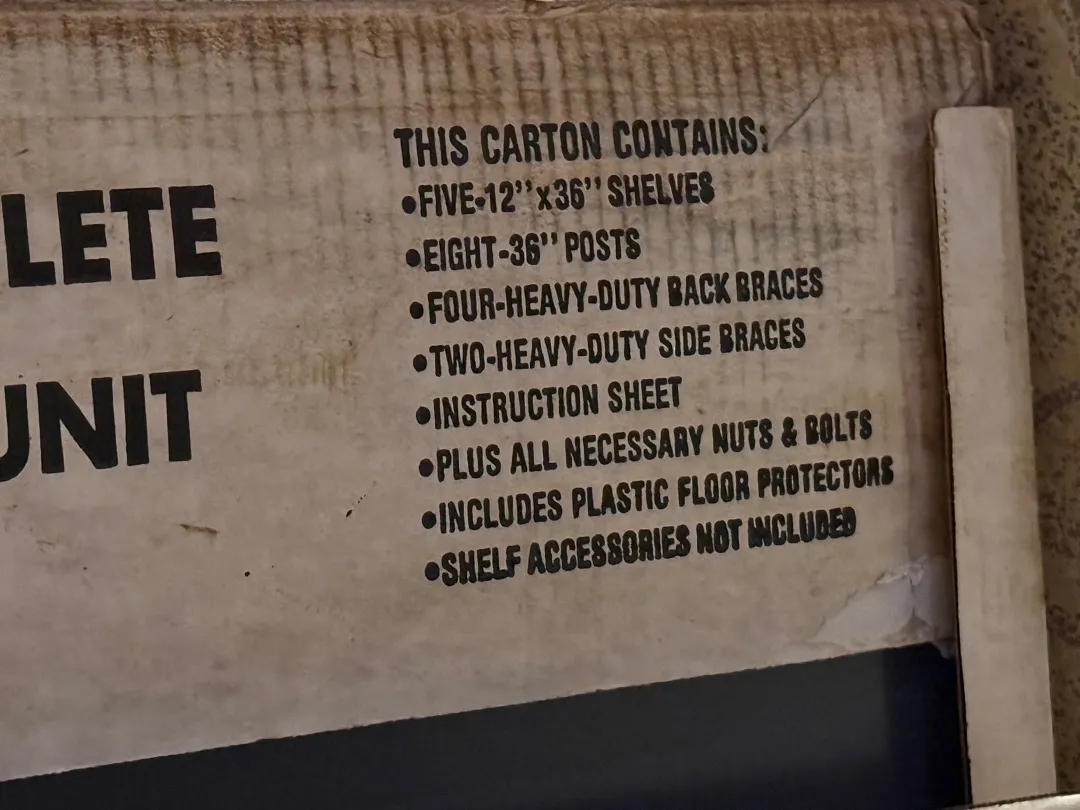 LETE
UNIT
THIS CARTON CONTAINS:
•FIVE-12"x36" SHELVES
•EIGHT-36" POSTS
•FOUR-HEAVY-DUTY BACK BRACES
•TWO-HEAVY-DUTY SIDE BRACES
•INSTRUCTION SHEET
•PLUS ALL NECESSARY NUTS & BOLTS
•INCLUDES PLASTIC FLOOR PROTECTORS
•SHELF ACCESSORIES NOT INCLUDED